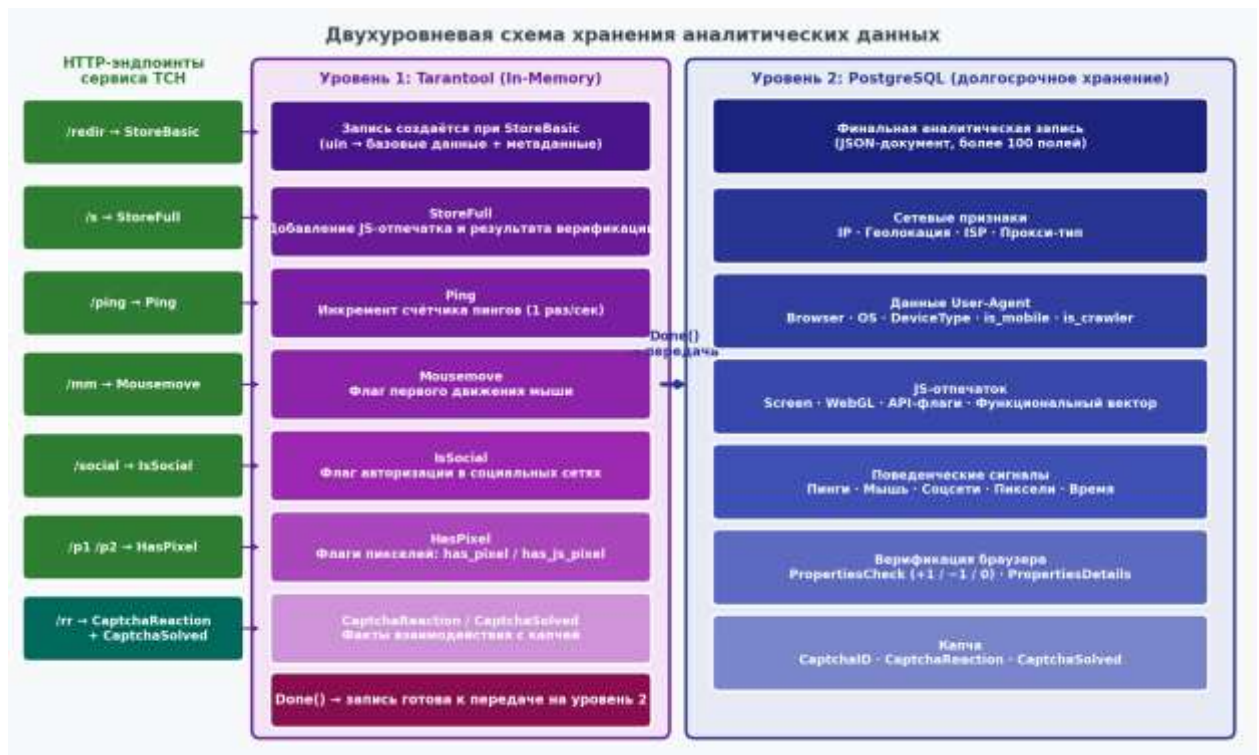 Двухуровневая схема хранения аналитических данных
HTTP-эндпоинты
сервиса ТСН
/redir → StoreBasic
/s → StoreFull
/ping → Ping
/mm → Mousemove
/social → IsSocial
/p1 /p2 → HasPixel
/rr → CaptchaReaction
+ CaptchaSolved
Уровень 1: Tarantool (In-Memory)
Запись создаётся при StoreBasic
(uin → базовые данные + метаданные)
StoreFull
Добавление JS-отпечатка и результата верификации
Ping
Инкремент счётчика пингов (1 раз/сек)
Mousemove
Флаг первого движения мыши
IsSocial
Флаг авторизации в социальных сетях
HasPixel
Флаги пикселей: has_pixel / has_js_pixel
CaptchaReaction / CaptchaSolved
Факты взаимодействия с капчей
Done() → запись готова к передаче на уровень 2
Done()
передача
Уровень 2: PostgreSQL (долгосрочное хранение)
Финальная аналитическая запись
(JSON-документ, более 100 полей)
Сетевые признаки
IP · Геолокация · ISP · Прокси-тип
Данные User-Agent
Browser · OS · DeviceType · is_mobile · is_crawler
JS-отпечаток
Screen · WebGL · API-флаги · Функциональный вектор
Поведенческие сигналы
Пинги · Мышь · Соцсети · Пиксели · Время
Верификация браузера
PropertiesCheck (+1 / −1 / 0) · PropertiesDetails
Капча
CaptchaID · CaptchaReaction · CaptchaSolved